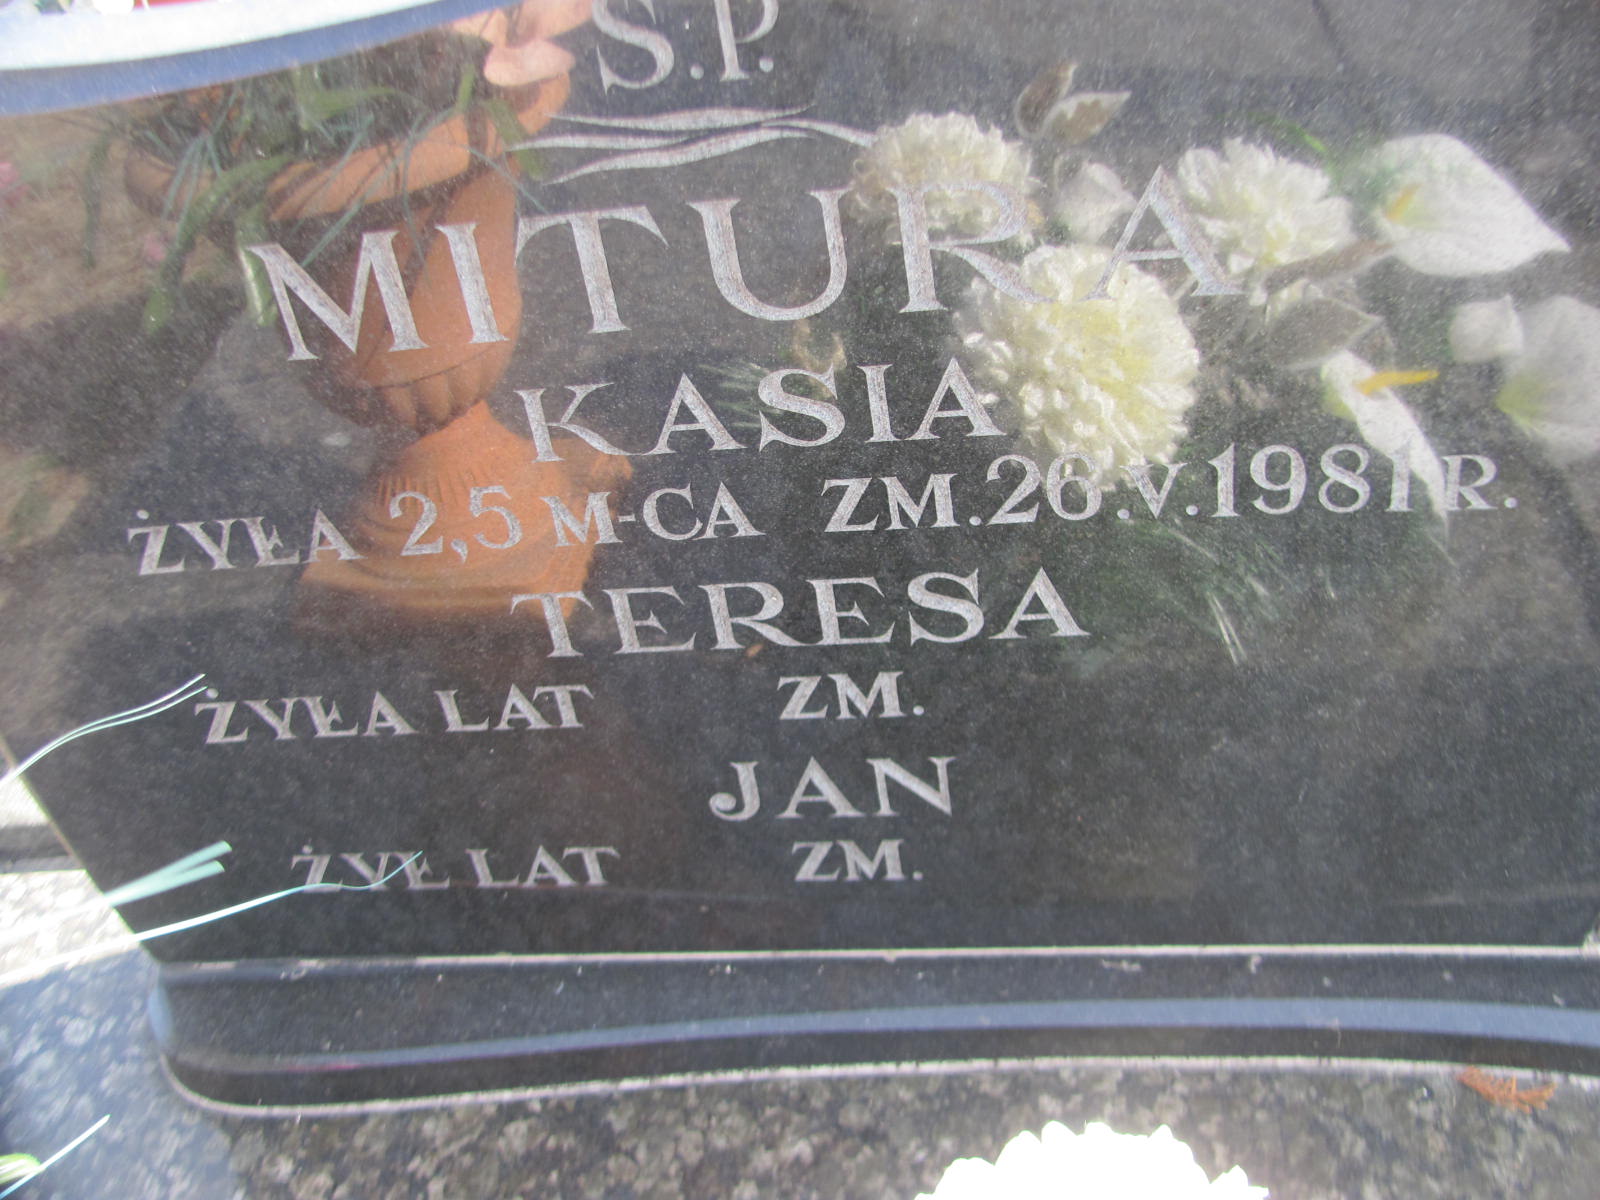 Ś.P.
MITURA
KASIA
ŻYŁA 2,5 M-CA ZM. 26.V.1981 R.
TERESA
ŻYŁA LAT ZM.
JAN
ŻYŁ LAT ZM.